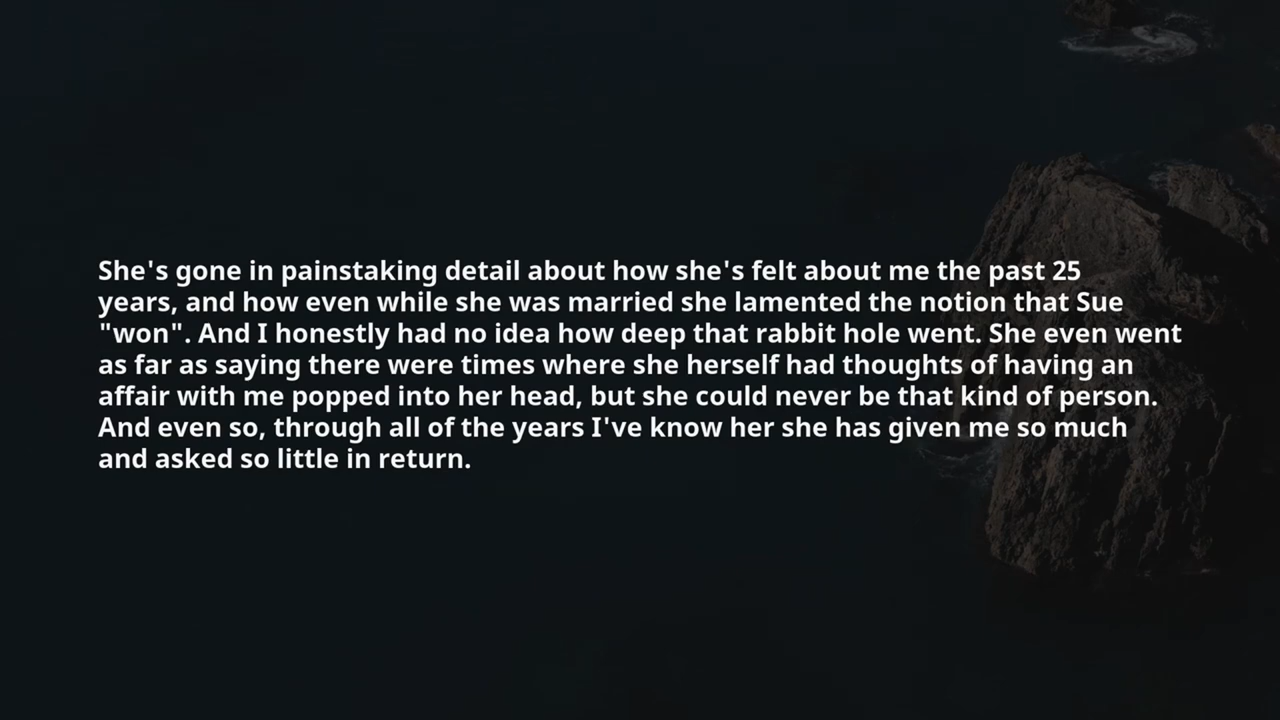 She's gone in painstaking detail about how she's felt about me the past 25
years, and how even while she was married she lamented the notion that Sue
"won". And I honestly had no idea how deep that rabbit hole went. She even went
as far as saying there were times where she herself had thoughts of having an
affair with me popped into her head, but she could never be that kind of person.
And even so, through all of the years I've know her she has given me so much
and asked so little in return.